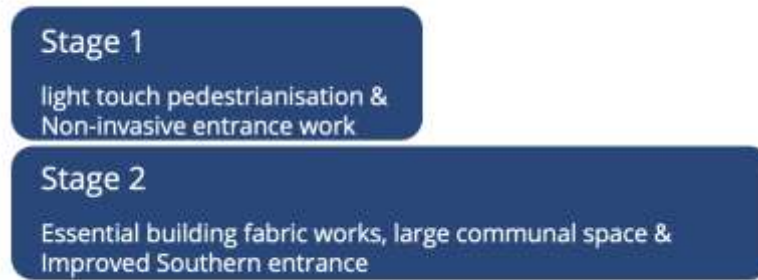 Stage 1
light touch pedestrianisation &
Non-invasive entrance work
Stage 2
Essential building fabric works, large communal space &
Improved Southern entrance